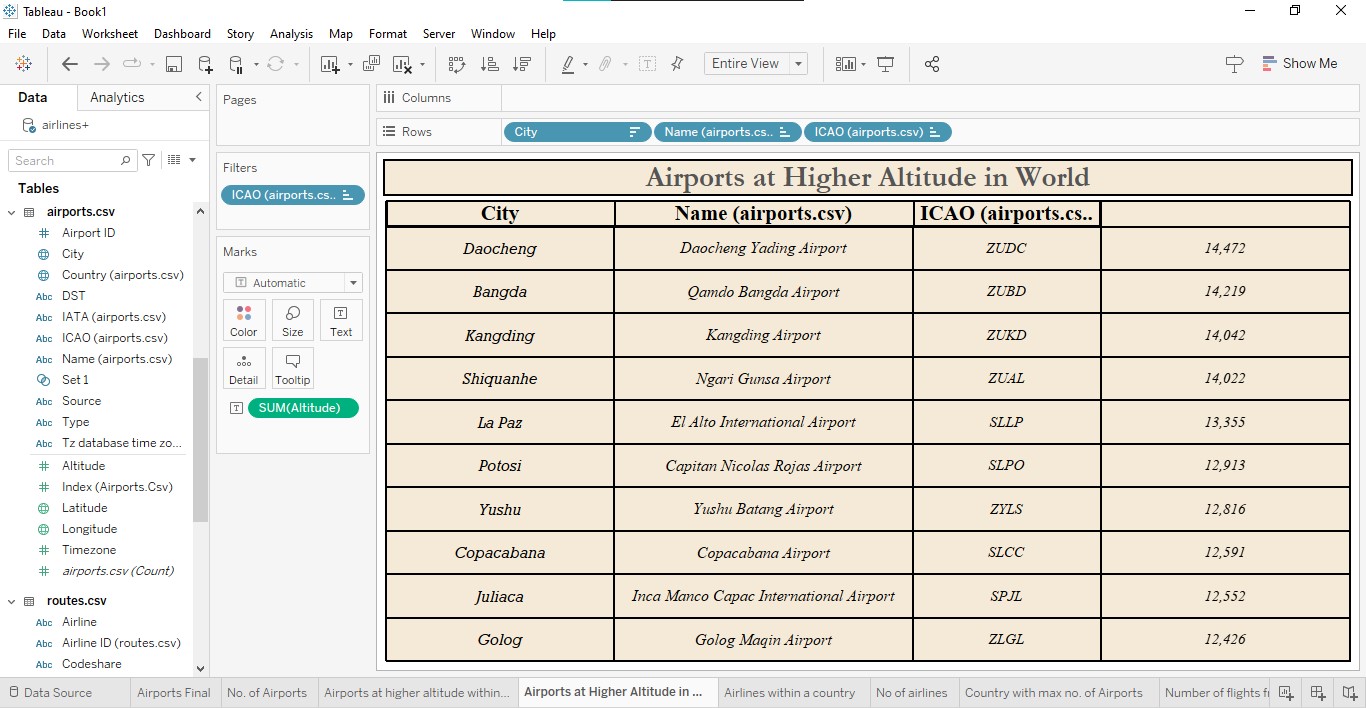 Tableau - Book1
File Data Worksheet Dashboard Story Analysis Map Format Server Window Help
Entire View
Show Me
Data Analytics
airlines+
Search
Tables
airports.csv
Airport ID
City
Country (airports.csv)
Abc DST
Abc IATA (airports.csv)
Abc ICAO (airports.csv)
Abc Name (airports.csv)
Set 1
Abc Source
Abc Type
Abc Tz database time zo...
Altitude
Index (Airports.Csv)
Latitude
Longitude
Timezone
airports.csv (Count)
routes.csv
Abc Airline
Abc Airline ID (routes.csv)
Abc Codeshare
Pages
Filters
ICAO (airports.cs..
Marks
T Automatic
Color Size Text
Detail Tooltip
T SUM(Altitude)
Columns
Rows City Name (airports.cs.. ICAO (airports.csv)
Airports at Higher Altitude in World
City Name (airports.csv) ICAO (airports.cs..
Daocheng Daocheng Yading Airport ZUDC 14,472
Bangda Qamdo Bangda Airport ZUBD 14,219
Kangding Kangding Airport ZUKD 14,042
Shiquanhe Ngari Gunsa Airport ZUAL 14,022
La Paz El Alto International Airport SLLP 13,355
Potosi Capitan Nicolas Rojas Airport SLPO 12,913
Yushu Yushu Batang Airport ZYLS 12,816
Copacabana Copacabana Airport SLCC 12,591
Juliaca Inca Manco Capac International Airport SPJL 12,552
Golog Golog Maqin Airport ZLGL 12,426
Data Source Airports Final No. of Airports Airports at higher altitude within... Airports at Higher Altitude in ... Airlines within a country No of airlines Country with max no. of Airports Number of flights